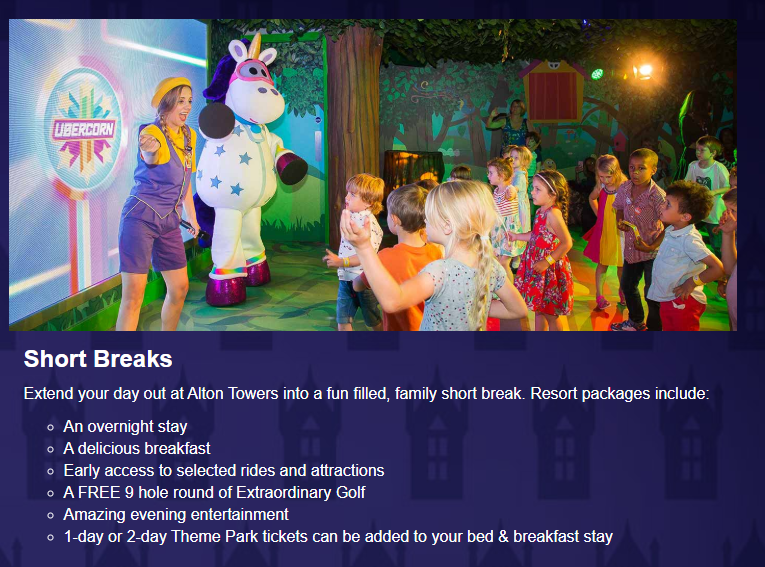 UBERCORN
Short Breaks
Extend your day out at Alton Towers into a fun filled, family short break. Resort packages include:
An overnight stay
A delicious breakfast
Early access to selected rides and attractions
A FREE 9 hole round of Extraordinary Golf
Amazing evening entertainment
1-day or 2-day Theme Park tickets can be added to your bed & breakfast stay